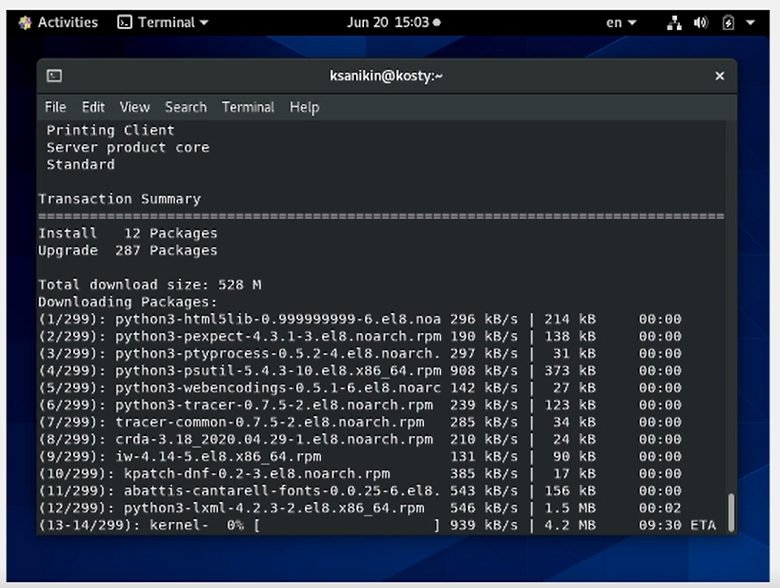 Activities Terminal Jun 20 15:03 en
ksanikin@kosty:~
File Edit View Search Terminal Help
Printing Client
Server product core
Standard
Transaction Summary
================================================================================
Install   12 Packages
Upgrade  287 Packages
Total download size: 528 M
Downloading Packages:
(1/299): python3-html5lib-0.999999999-6.el8.noa 296 kB/s | 214 kB     00:00
(2/299): python3-pexpect-4.3.1-3.el8.noarch.rpm 190 kB/s | 138 kB     00:00
(3/299): python3-ptyprocess-0.5.2-4.el8.noarch. 297 kB/s |  31 kB     00:00
(4/299): python3-psutil-5.4.3-10.el8.x86_64.rpm 908 kB/s | 373 kB     00:00
(5/299): python3-webencodings-0.5.1-6.el8.noarc 142 kB/s |  27 kB     00:00
(6/299): python3-tracer-0.7.5-2.el8.noarch.rpm  239 kB/s | 123 kB     00:00
(7/299): tracer-common-0.7.5-2.el8.noarch.rpm   285 kB/s |  34 kB     00:00
(8/299): crda-3.18_2020.04.29-1.el8.noarch.rpm  210 kB/s |  24 kB     00:00
(9/299): iw-4.14-5.el8.x86_64.rpm               131 kB/s |  90 kB     00:00
(10/299): kpatch-dnf-0.2-3.el8.noarch.rpm       385 kB/s |  17 kB     00:00
(11/299): abattis-cantarell-fonts-0.0.25-6.el8. 543 kB/s | 156 kB     00:00
(12/299): python3-lxml-4.2.3-2.el8.x86_64.rpm   546 kB/s | 1.5 MB     00:02
(13-14/299): kernel-  0% [                    ] 939 kB/s | 4.2 MB     09:30 ETA